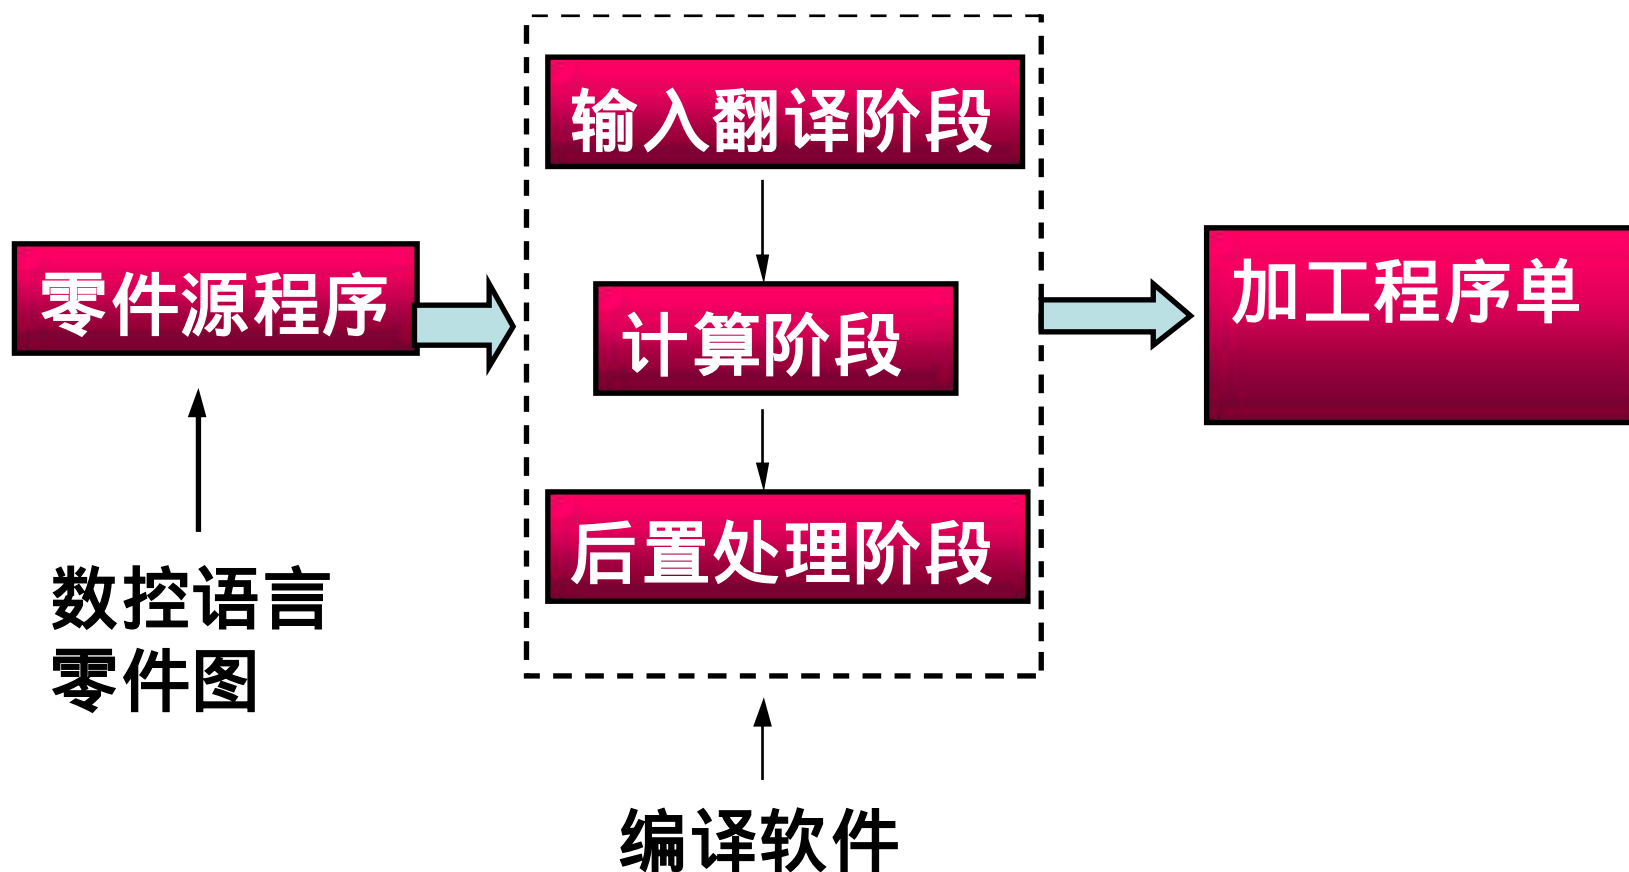 输入翻译阶段
零件源程序
计算阶段
加工程序单
后置处理阶段
数控语言
零件图
编译软件